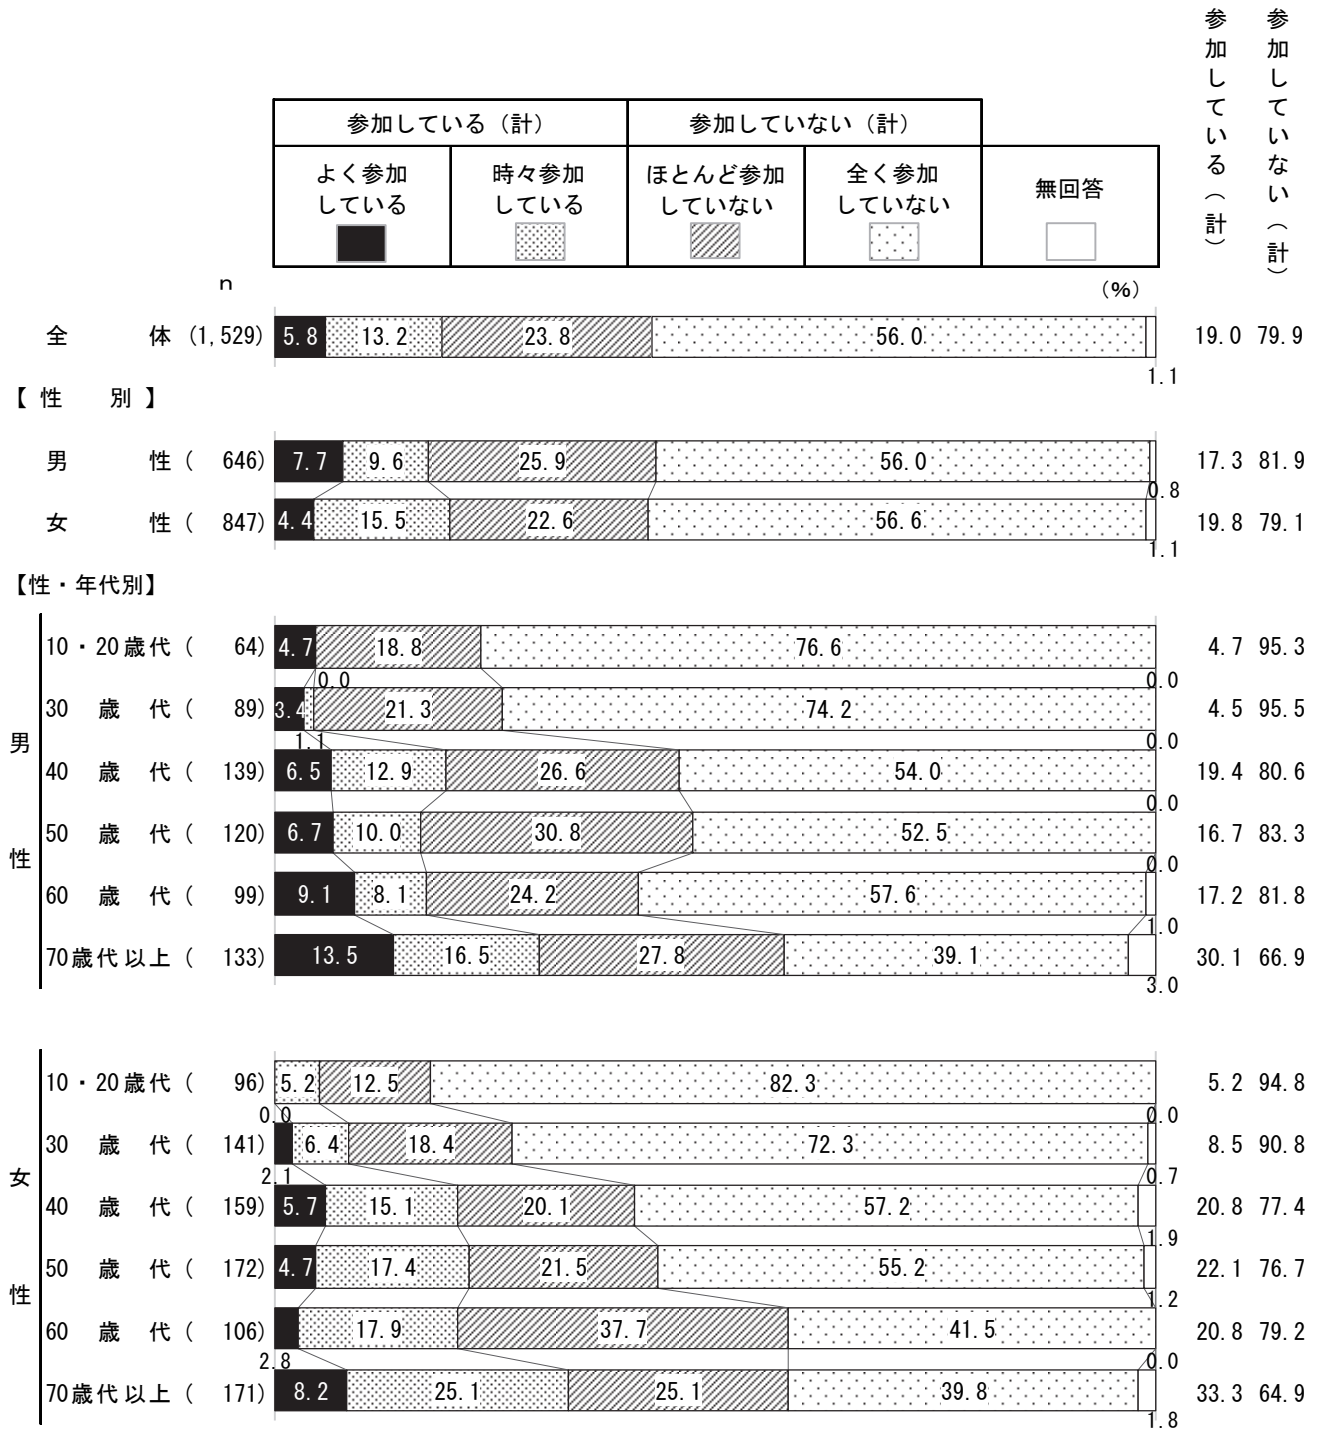 参加している（計）
参加していない（計）
参加している（計） 参加していない（計）
よく参加している 時々参加している ほとんど参加していない 全く参加していない 無回答
n (%)
全体 (1,529) 5.8 13.2 23.8 56.0 19.0 79.9
1.1
【性別】
男性 ( 646) 7.7 9.6 25.9 56.0 17.3 81.9
0.8
女性 ( 847) 4.4 15.5 22.6 56.6 19.8 79.1
1.1
【性・年代別】
男性
10・20歳代 ( 64) 4.7 18.8 76.6 4.7 95.3
0.0 0.0
30歳代 ( 89) 3.4 21.3 74.2 4.5 95.5
1.1 0.0
40歳代 ( 139) 6.5 12.9 26.6 54.0 19.4 80.6
0.0
50歳代 ( 120) 6.7 10.0 30.8 52.5 16.7 83.3
0.0
60歳代 ( 99) 9.1 8.1 24.2 57.6 17.2 81.8
1.0
70歳代以上 ( 133) 13.5 16.5 27.8 39.1 30.1 66.9
3.0
女性
10・20歳代 ( 96) 5.2 12.5 82.3 5.2 94.8
0.0 0.0
30歳代 ( 141) 6.4 18.4 72.3 8.5 90.8
2.1 0.7
40歳代 ( 159) 5.7 15.1 20.1 57.2 20.8 77.4
1.9
50歳代 ( 172) 4.7 17.4 21.5 55.2 22.1 76.7
1.2
60歳代 ( 106) 17.9 37.7 41.5 20.8 79.2
2.8 0.0
70歳代以上 ( 171) 8.2 25.1 25.1 39.8 33.3 64.9
1.8